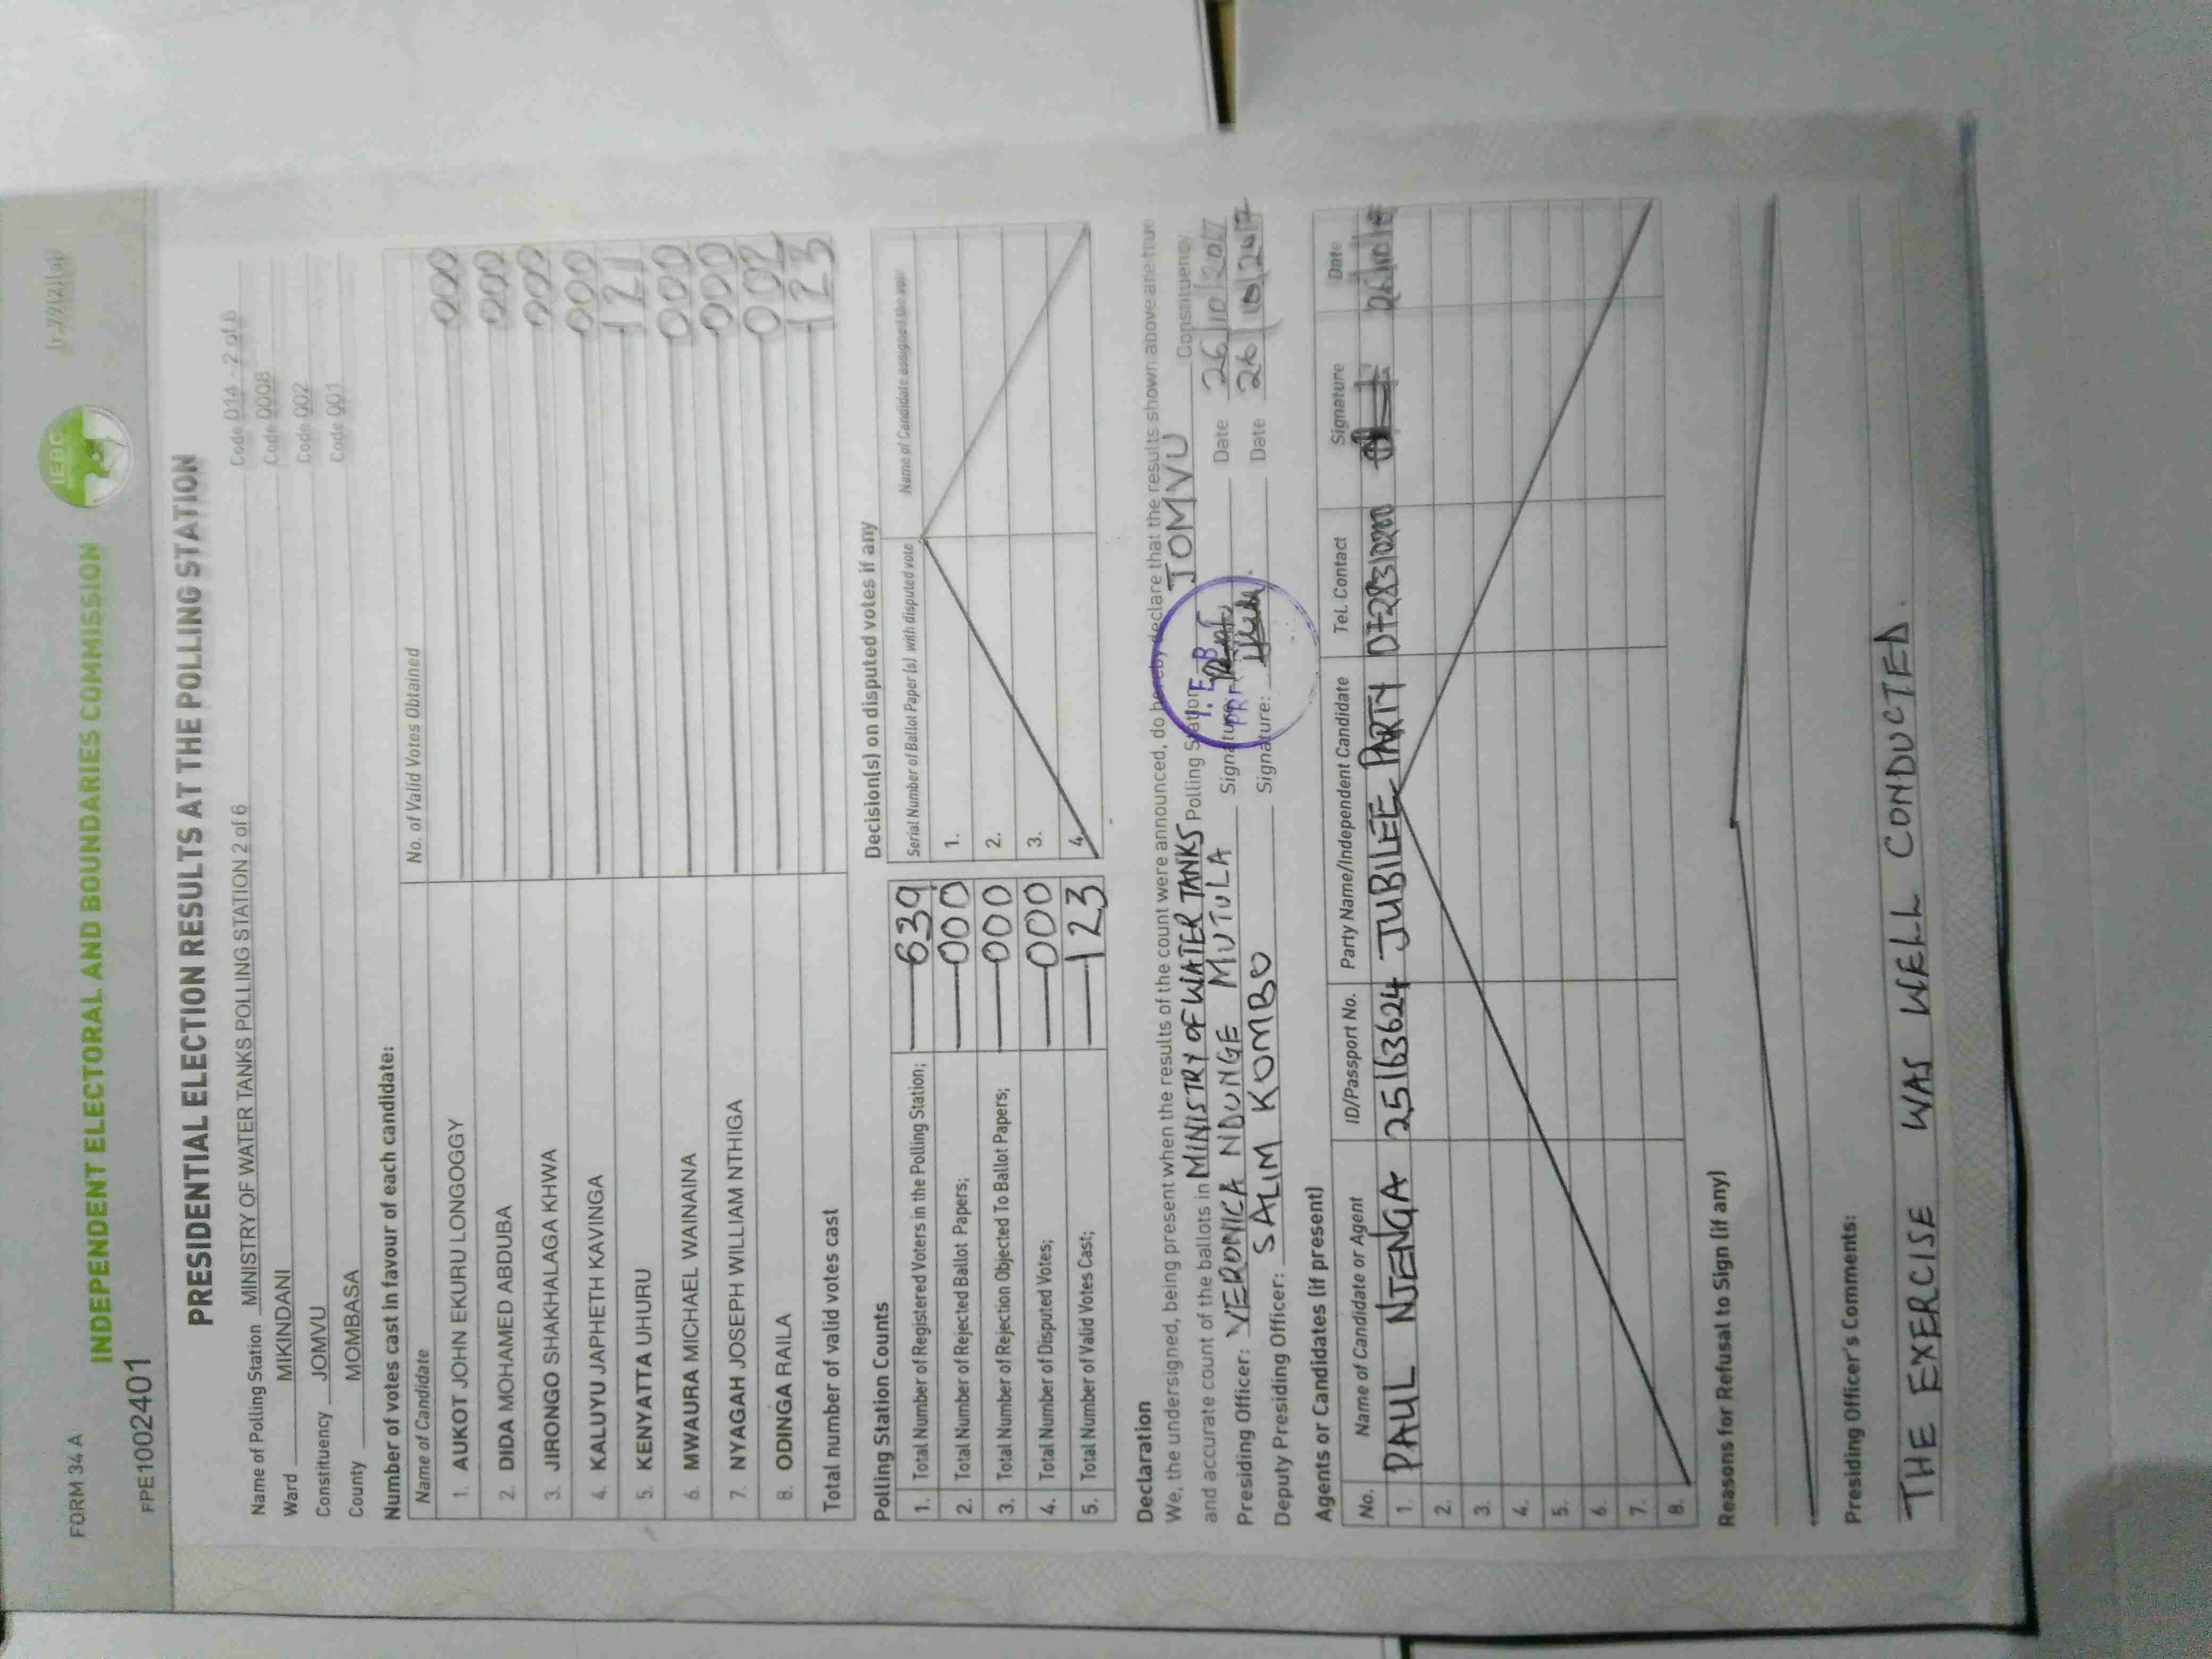 FORM 34 A
INDEPENDENT ELECTORAL AND BOUNDARIES COMMISSION
IEBC
FPE1002401
PRESIDENTIAL ELECTION RESULTS AT THE POLLING STATION
Name of Polling Station MINISTRY OF WATER TANKS POLLING STATION 2 of 6 Code 014 - 2 of 6
Ward MIKINDANI Code 0008
Constituency JOMVU Code 002
County MOMBASA Code 001
Number of votes cast in favour of each candidate:
Name of Candidate No. of Valid Votes Obtained
1. AUKOT JOHN EKURU LONGOGGY 000
2. DIDA MOHAMED ABDUBA 000
3. JIRONGO SHAKHALAGA KHWA 000
4. KALUYU JAPHETH KAVINGA 000
5. KENYATTA UHURU 121
6. MWAURA MICHAEL WAINAINA 000
7. NYAGAH JOSEPH WILLIAM NTHIGA 000
8. ODINGA RAILA 002
Total number of valid votes cast 123
Polling Station Counts
1. Total Number of Registered Voters in the Polling Station; 639
2. Total Number of Rejected Ballot Papers; 000
3. Total Number of Rejection Objected To Ballot Papers; 000
4. Total Number of Disputed Votes; 000
5. Total Number of Valid Votes Cast; 123
Decision(s) on disputed votes if any
Serial Number of Ballot Paper (s) with disputed vote Name of Candidate assigned the vote
1.
2.
3.
4.
Declaration
We, the undersigned, being present when the results of the count were announced, do hereby declare that the results shown above are true
and accurate count of the ballots in MINISTRY OF WATER TANKS Polling Station JOMVU Constituency.
Presiding Officer: VERONICA NDUNGE MUTULA Signature: Date 26/10/2017
Deputy Presiding Officer: SALIM KOMBO Signature: Date 26/10/2017
Agents or Candidates (if present)
No. Name of Candidate or Agent ID/Passport No. Party Name/Independent Candidate Tel. Contact Signature Date
1. PAUL NJENGA 25163624 JUBILEE PARTY
2.
3.
4.
5.
6.
7.
8.
Reasons for Refusal to Sign (if any)
Presiding Officer's Comments:
THE EXERCISE WAS WELL CONDUCTED.